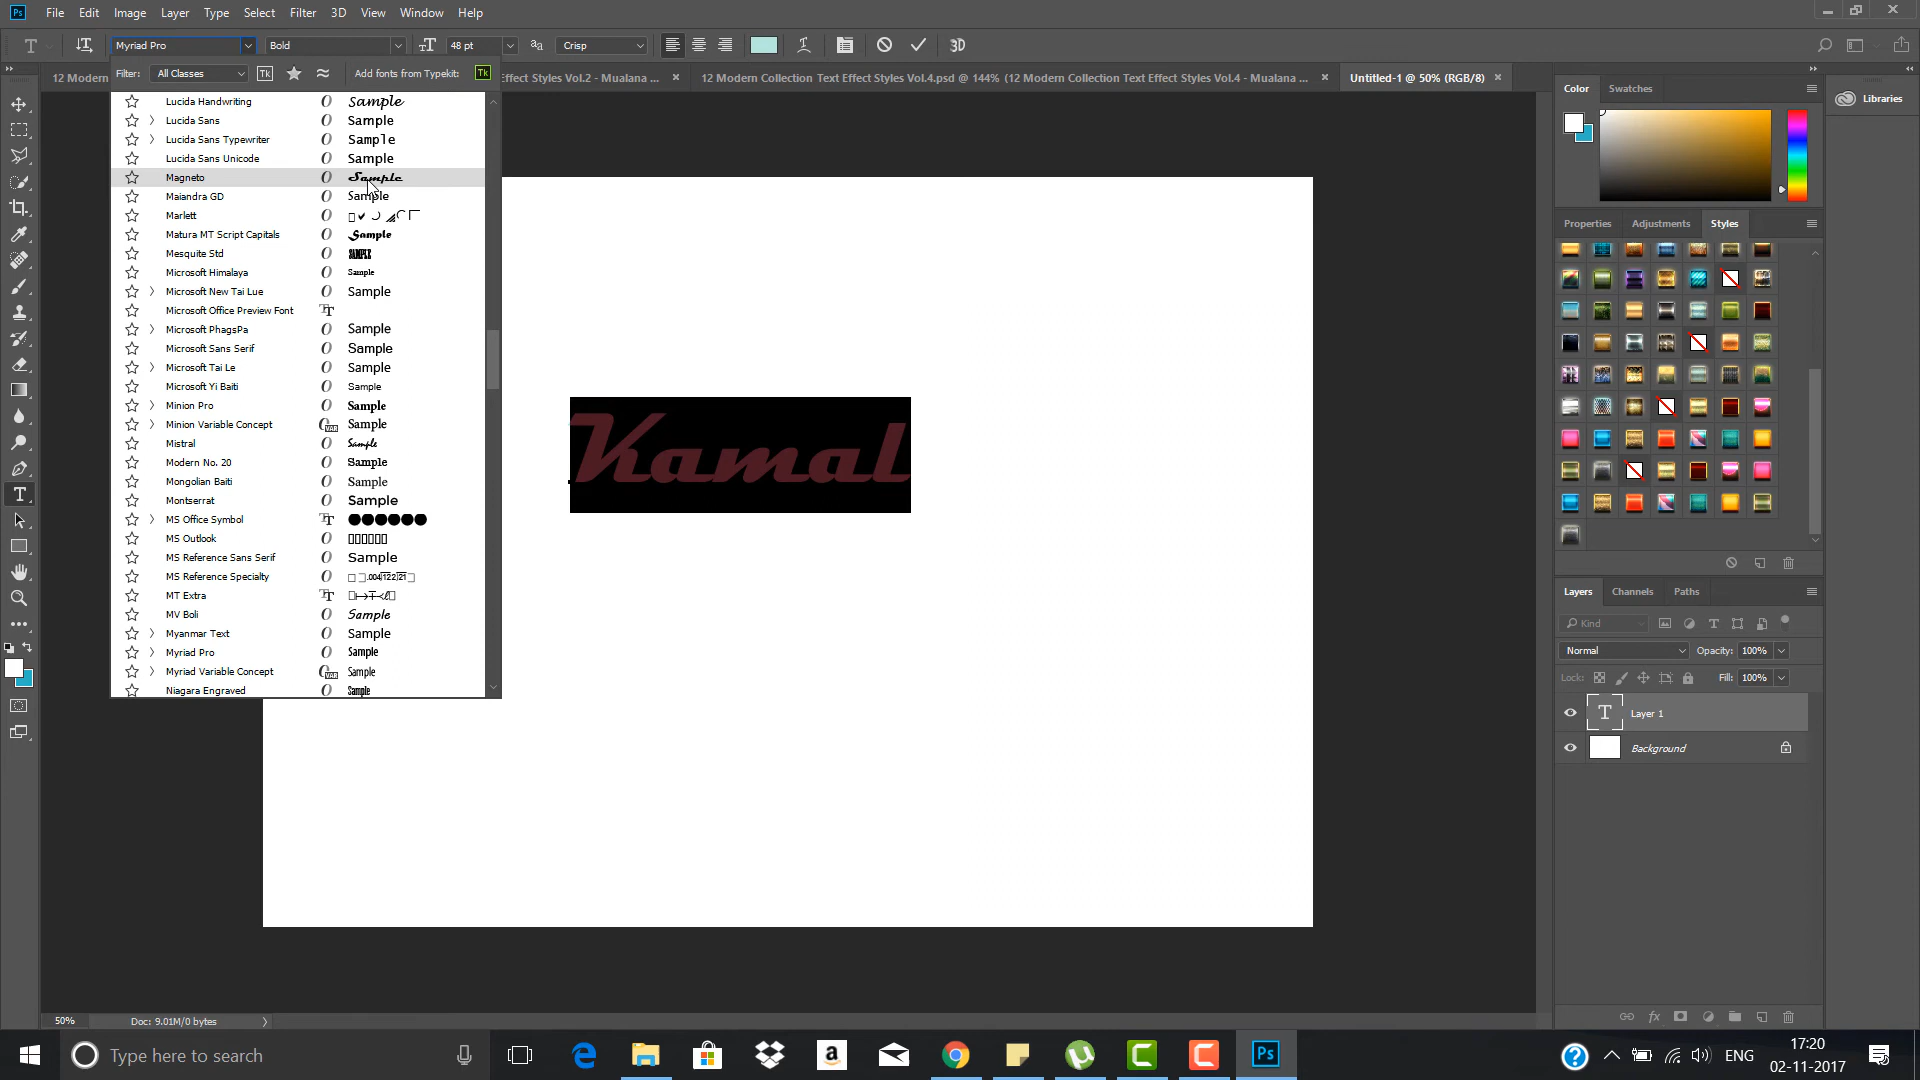 Ps File Edit Image Layer Type Select Filter 3D View Window Help
T Myriad Pro Bold 48 pt Crisp 3D
Filter: All Classes Tk Add fonts from Typekit: Tk
12 Modern
Effect Styles Vol.2 - Mualana ...
12 Modern Collection Text Effect Styles Vol.4.psd @ 144% (12 Modern Collection Text Effect Styles Vol.4 - Mualana ...
Untitled-1 @ 50% (RGB/8)
Lucida Handwriting Sample
Lucida Sans Sample
Lucida Sans Typewriter Sample
Lucida Sans Unicode Sample
Magneto Sample
Maiandra GD Sample
Marlett
Matura MT Script Capitals Sample
Mesquite Std SAMPLE
Microsoft Himalaya Sample
Microsoft New Tai Lue Sample
Microsoft Office Preview Font
Microsoft PhagsPa Sample
Microsoft Sans Serif Sample
Microsoft Tai Le Sample
Microsoft Yi Baiti Sample
Minion Pro Sample
Minion Variable Concept Sample
Mistral Sample
Modern No. 20 Sample
Mongolian Baiti Sample
Montserrat Sample
MS Office Symbol
MS Outlook
MS Reference Sans Serif Sample
MS Reference Specialty
MT Extra
MV Boli Sample
Myanmar Text Sample
Myriad Pro Sample
Myriad Variable Concept Sample
Niagara Engraved Sample
Kamal
Color Swatches
Libraries
Properties Adjustments Styles
Layers Channels Paths
Kind
Normal Opacity: 100%
Lock: Fill: 100%
T Layer 1
Background
50% Doc: 9.01M/0 bytes
Type here to search
a
Ps
ENG
17:20
02-11-2017